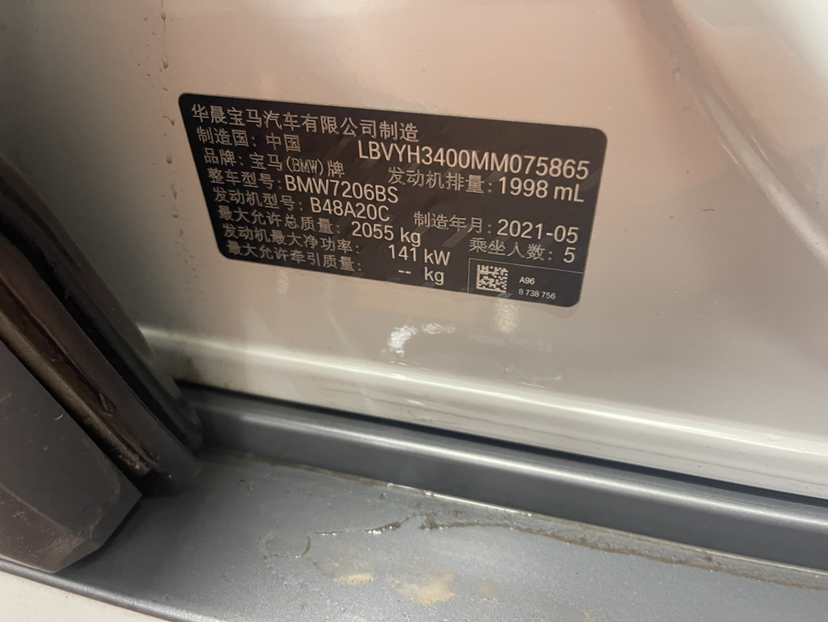 华晨宝马汽车有限公司制造
制造国: 中国 LBVYH3400MM075865
品牌: 宝马(BMW)牌 发动机排量: 1998 mL
整车型号: BMW7206BS
发动机型号: B48A20C 制造年月: 2021-05
最大允许总质量: 2055 kg 乘坐人数: 5
发动机最大净功率: 141 kW
最大允许牵引质量: -- kg
A96
8 738 756